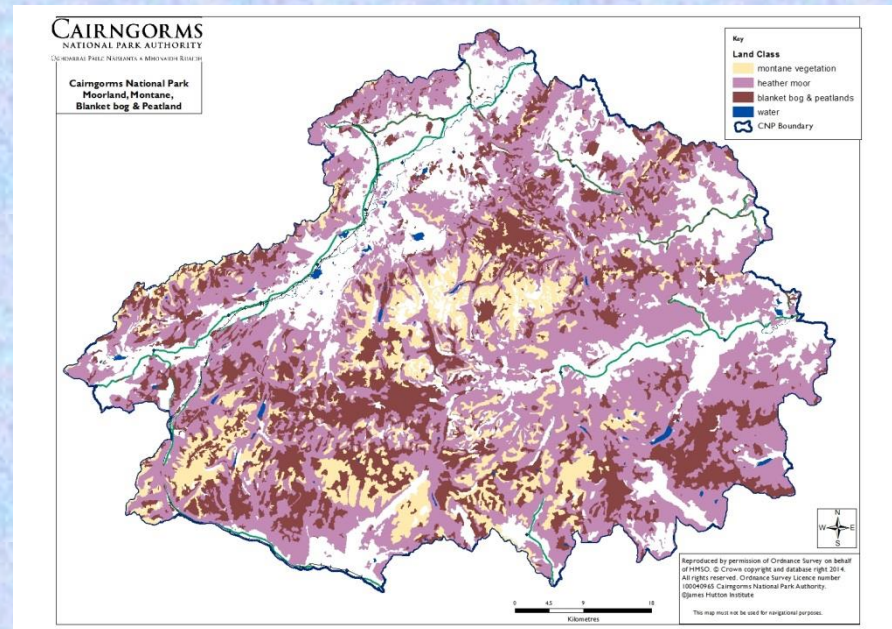 CAIRNGORMS
NATIONAL PARK AUTHORITY
Cairngorms National Park
Moorland, Montane,
Blanket bog & Peatland
Key
Land Class
montane vegetation
heather moor
blanket bog & peatlands
water
CNP Boundary
N
W E
S
Reproduced by permission of Ordnance Survey on behalf
of HMSO. © Crown copyright and database right 2014.
All rights reserved. Ordnance Survey Licence number
100040965 Cairngorms National Park Authority.
©James Hutton Institute
This map must not be used for navigational purposes.
0 4.5 9 18
Kilometres